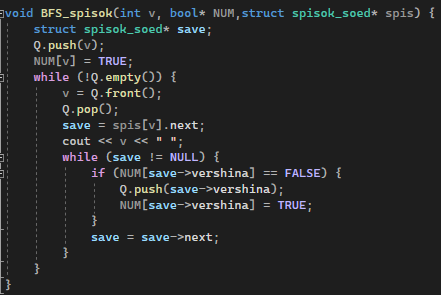 void BFS_spisok(int v, bool* NUM,struct spisok_soed* spis) {
    struct spisok_soed* save;
    Q.push(v);
    NUM[v] = TRUE;
    while (!Q.empty()) {
        v = Q.front();
        Q.pop();
        save = spis[v].next;
        cout << v << " ";
        while (save != NULL) {
            if (NUM[save->vershina] == FALSE) {
                Q.push(save->vershina);
                NUM[save->vershina] = TRUE;
            }
            save = save->next;
        }
    }
}